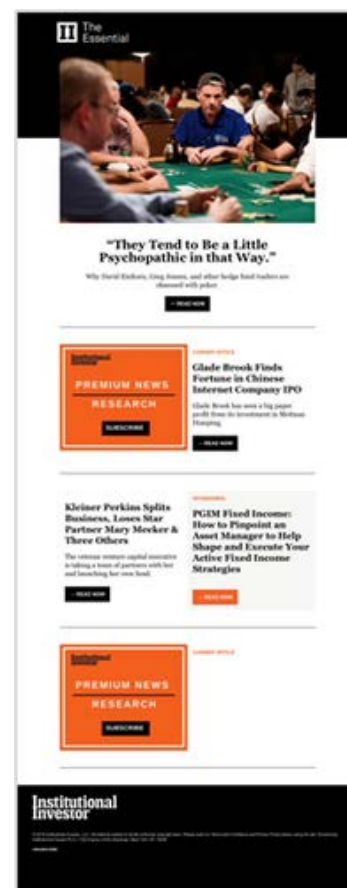 II The
Essential
“They Tend to Be a Little
Psychopathic in that Way.”
Why David Einhorn, Greg Jensen, and other hedge fund traders are
obsessed with poker.
READ NOW
Institutional
Investor
PREMIUM NEWS
RESEARCH
SUBSCRIBE
CORNER OFFICE
Glade Brook Finds
Fortune in Chinese
Internet Company IPO
Glade Brook has seen a big paper
profit from its investment in Meituan
Dianping.
READ NOW
Kleiner Perkins Splits
Business, Loses Star
Partner Mary Meeker &
Three Others
The veteran venture capital executive
is taking a team of partners with her
and launching her own fund.
READ NOW
SPONSORED
PGIM Fixed Income:
How to Pinpoint an
Asset Manager to Help
Shape and Execute Your
Active Fixed Income
Strategies
READ NOW
Institutional
Investor
PREMIUM NEWS
RESEARCH
SUBSCRIBE
CORNER OFFICE
Institutional
Investor